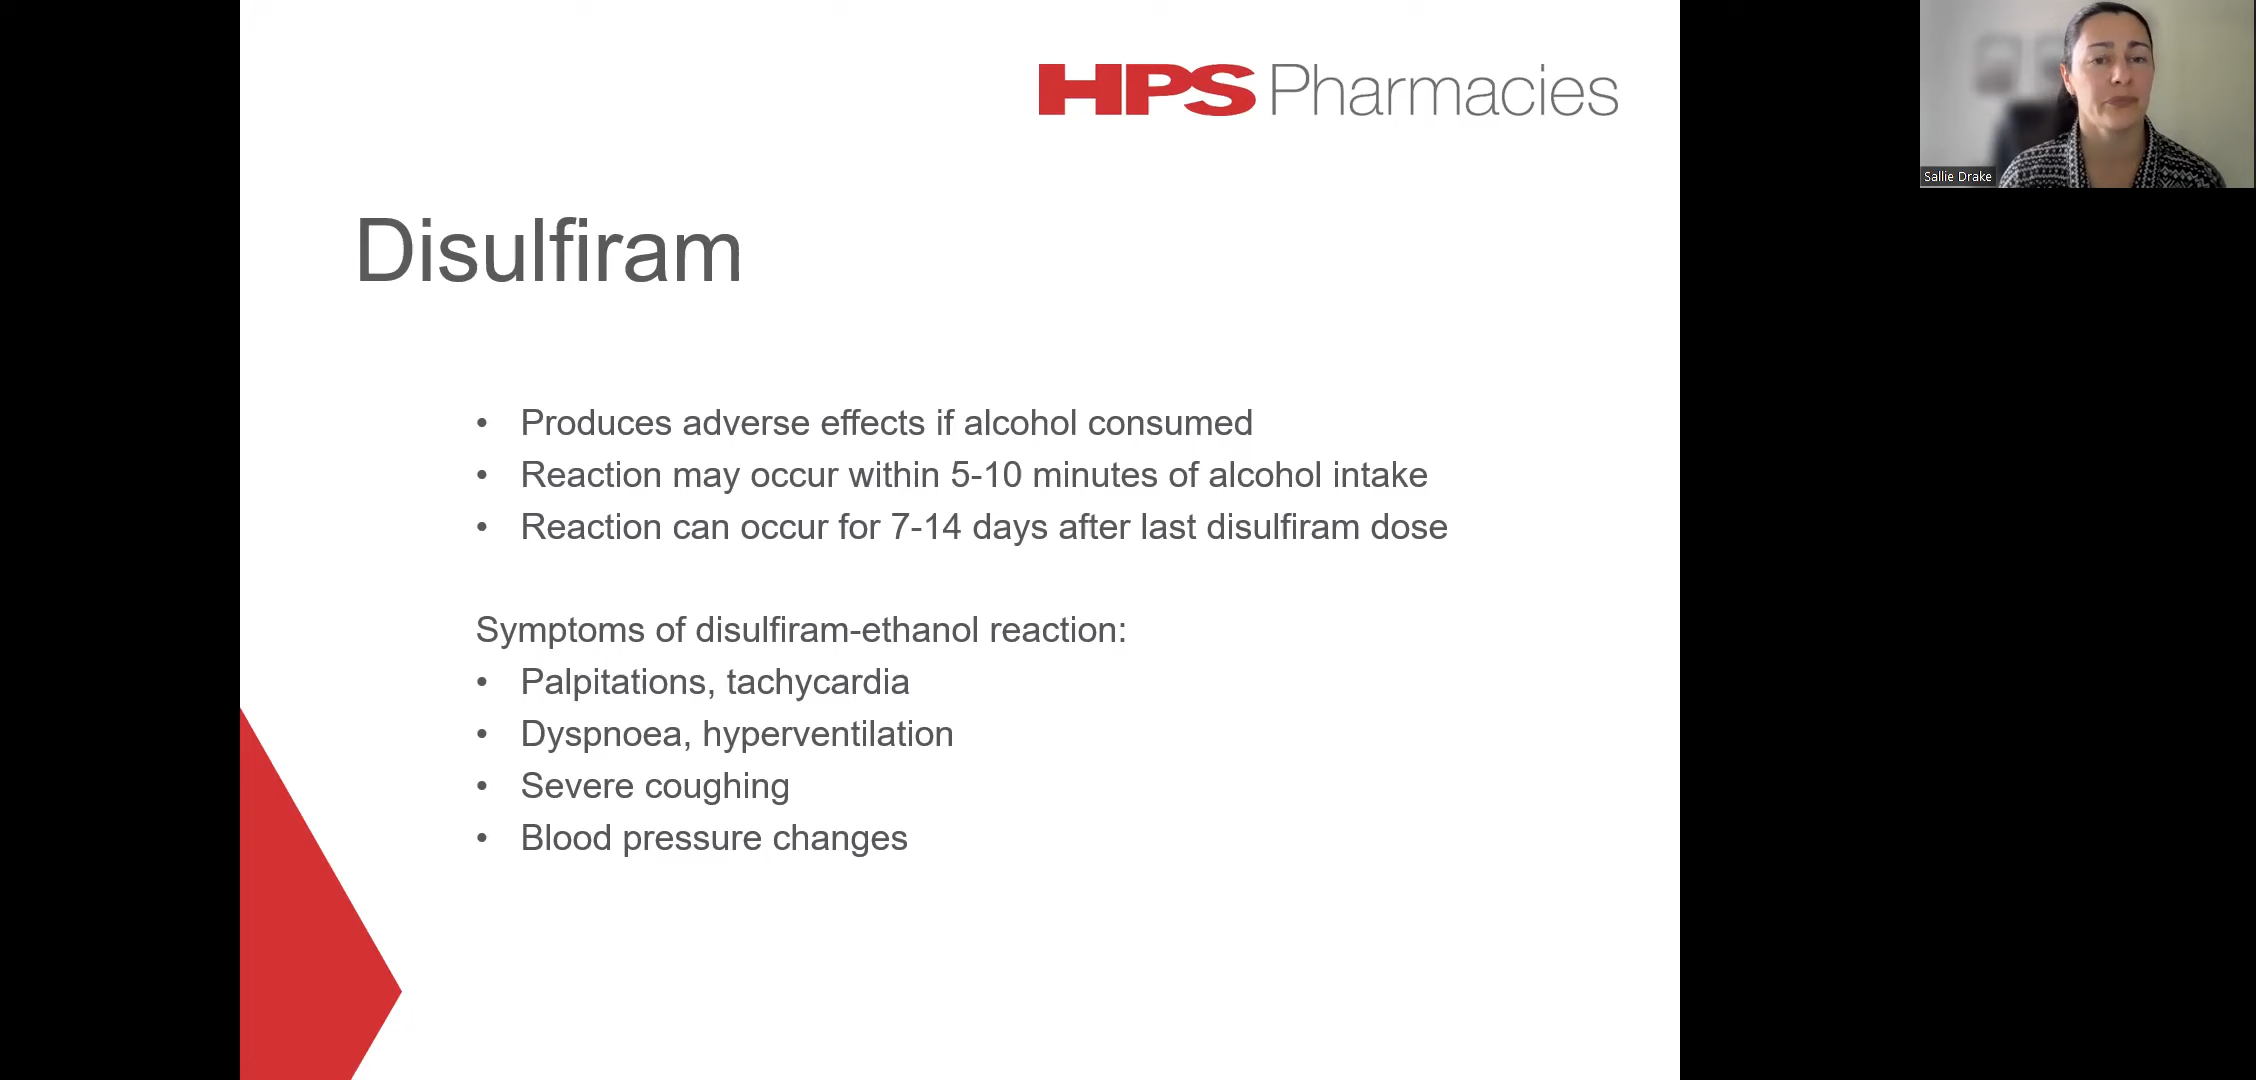 HPS Pharmacies
Sallie Drake
Disulfiram
• Produces adverse effects if alcohol consumed
• Reaction may occur within 5-10 minutes of alcohol intake
• Reaction can occur for 7-14 days after last disulfiram dose
Symptoms of disulfiram-ethanol reaction:
• Palpitations, tachycardia
• Dyspnoea, hyperventilation
• Severe coughing
• Blood pressure changes